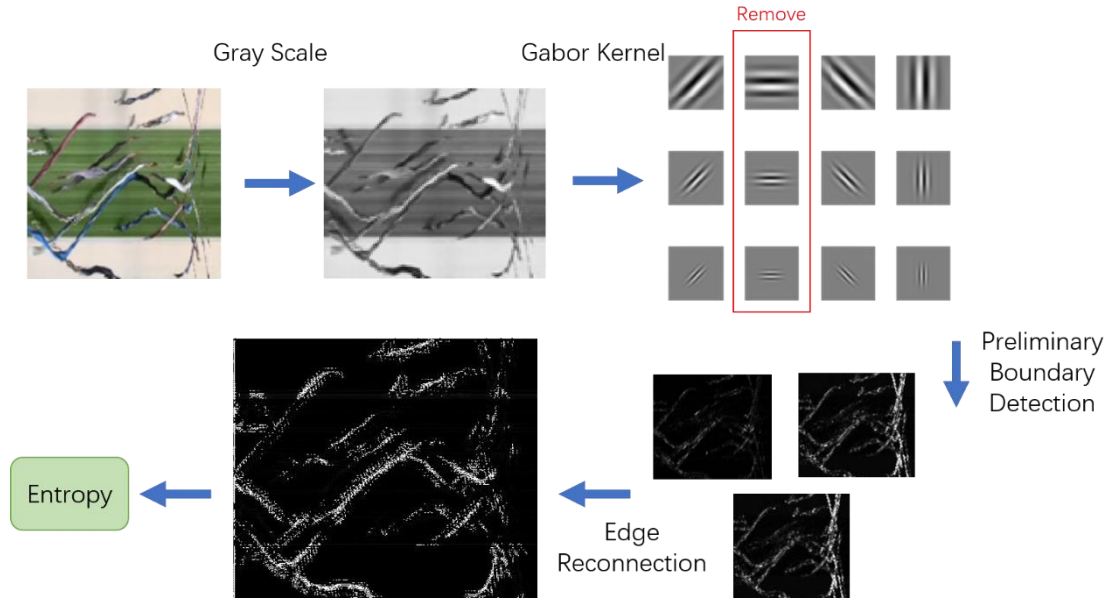 Remove
Gray Scale
Gabor Kernel
Preliminary
Boundary
Detection
Edge
Reconnection
Entropy